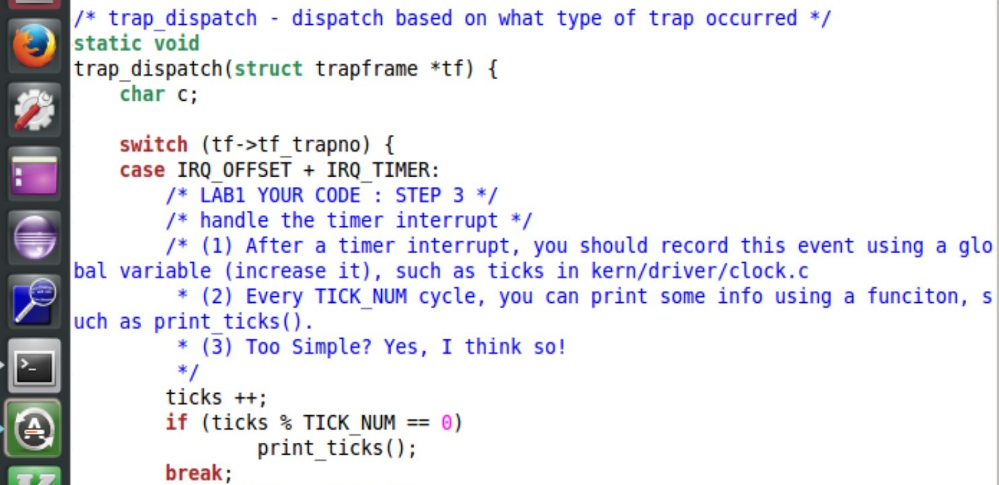 /* trap_dispatch - dispatch based on what type of trap occurred */
static void
trap_dispatch(struct trapframe *tf) {
    char c;

    switch (tf->tf_trapno) {
    case IRQ_OFFSET + IRQ_TIMER:
        /* LAB1 YOUR CODE : STEP 3 */
        /* handle the timer interrupt */
        /* (1) After a timer interrupt, you should record this event using a glo
bal variable (increase it), such as ticks in kern/driver/clock.c
         * (2) Every TICK_NUM cycle, you can print some info using a funciton, s
uch as print_ticks().
         * (3) Too Simple? Yes, I think so!
         */
        ticks ++;
        if (ticks % TICK_NUM == 0)
                print_ticks();
        break;